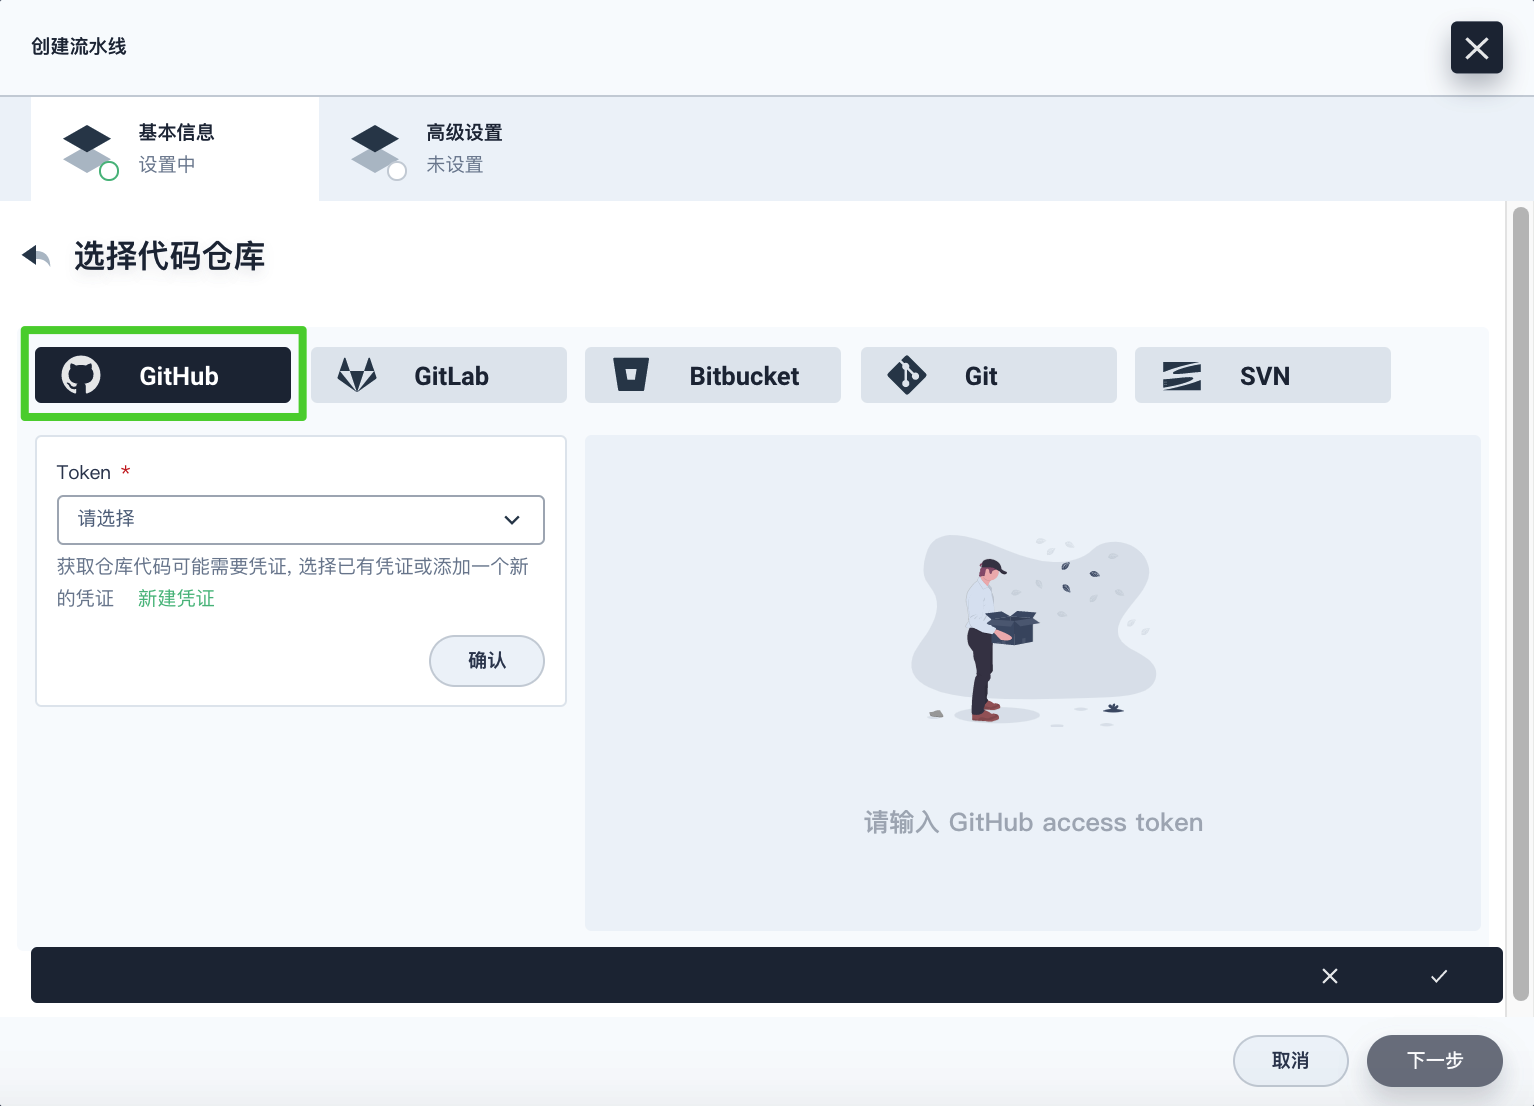 创建流水线
基本信息
设置中
高级设置
未设置
选择代码仓库
GitHub
GitLab
Bitbucket
Git
SVN
Token *
请选择
获取仓库代码可能需要凭证, 选择已有凭证或添加一个新
的凭证 新建凭证
确认
请输入 GitHub access token
取消
下一步